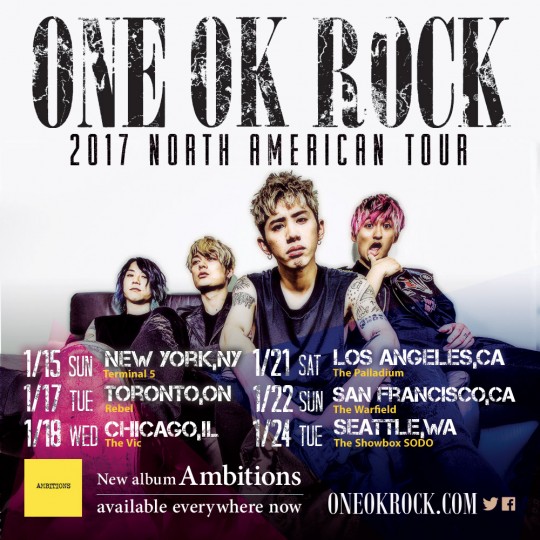 ONE OK ROCK
2017 NORTH AMERICAN TOUR
1/15 SUN NEW YORK,NY
Terminal 5
1/17 TUE TORONTO,ON
Rebel
1/18 WED CHICAGO,IL
The Vic
1/21 SAT LOS ANGELES,CA
The Palladium
1/22 SUN SAN FRANCISCO,CA
The Warfield
1/24 TUE SEATTLE,WA
The Showbox SODO
AMBITIONS
New album Ambitions
available everywhere now
ONEOKROCK.COM